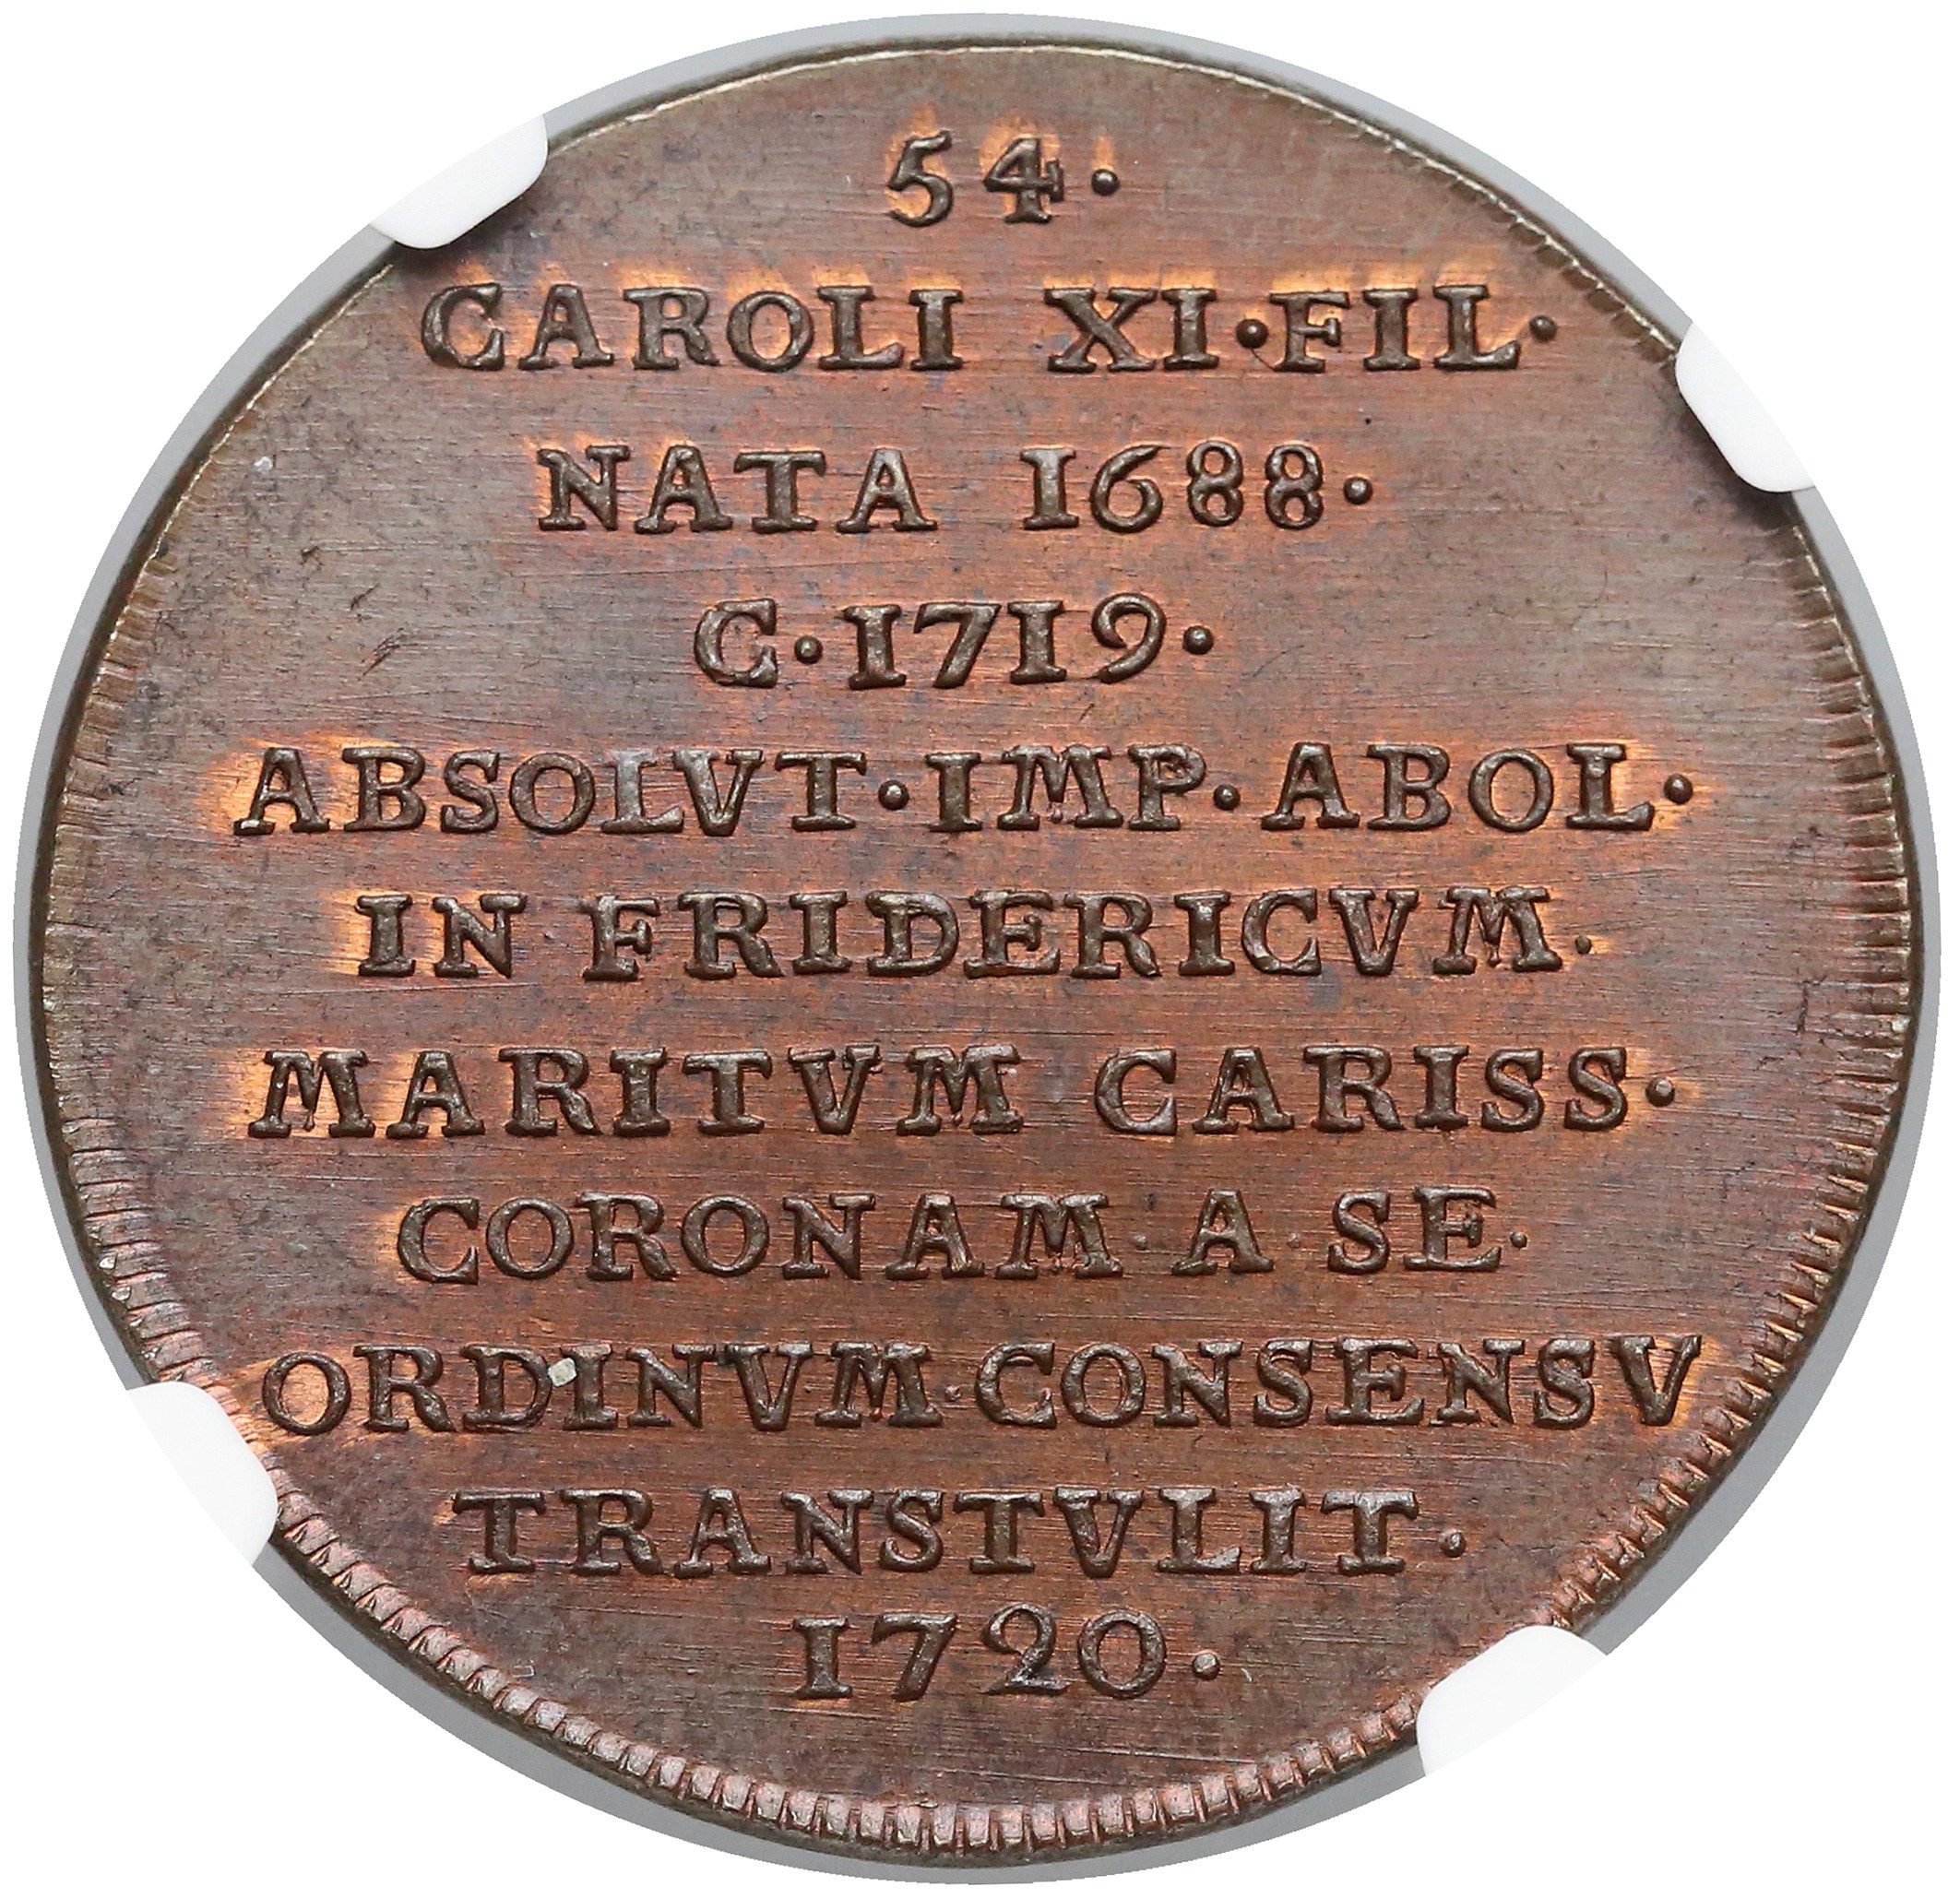 54·
CAROLI XI·FIL·
NATA 1688·
C·1719·
ABSOLVT·IMP·ABOL·
IN FRIDERICVM·
MARITVM CARISS·
CORONAM·A·SE·
ORDINVM·CONSENSV
TRANSTVLIT·
1720·